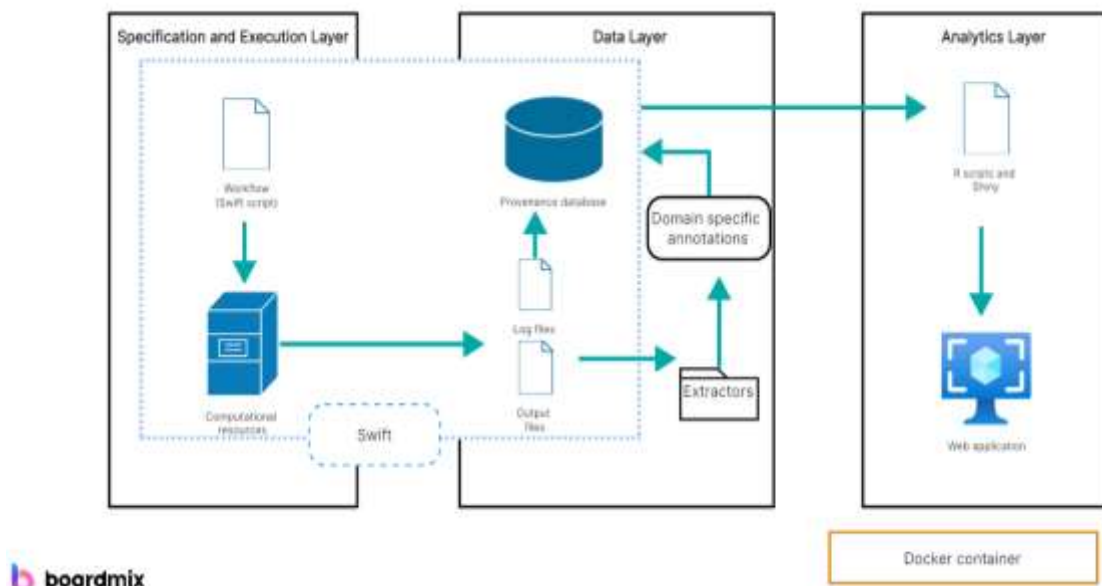 Specification and Execution Layer
Data Layer
Analytics Layer
Workflow
(Swift script)
Provenance database
R scripts and
Shiny
Domain specific
annotations
Log files
Extractors
Computational
resources
Output
files
Swift
Web application
Docker container
boardmix